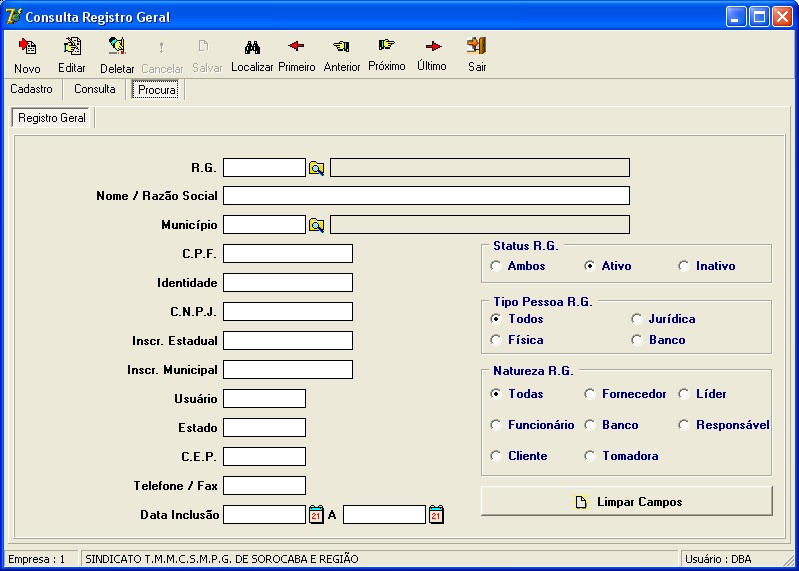 Consulta Registro Geral
Novo Editar Deletar Cancelar Salvar Localizar Primeiro Anterior Próximo Último Sair
Cadastro Consulta Procura
Registro Geral
R.G.
Nome / Razão Social
Município
C.P.F.
Identidade
C.N.P.J.
Inscr. Estadual
Inscr. Municipal
Usuário
Estado
C.E.P.
Telefone / Fax
Data Inclusão 21 A 21
Status R.G.
Ambos Ativo Inativo
Tipo Pessoa R.G.
Todos Jurídica
Física Banco
Natureza R.G.
Todas Fornecedor Líder
Funcionário Banco Responsável
Cliente Tomadora
Limpar Campos
Empresa : 1 SINDICATO T.M.M.C.S.M.P.G. DE SOROCABA E REGIÃO Usuário : DBA